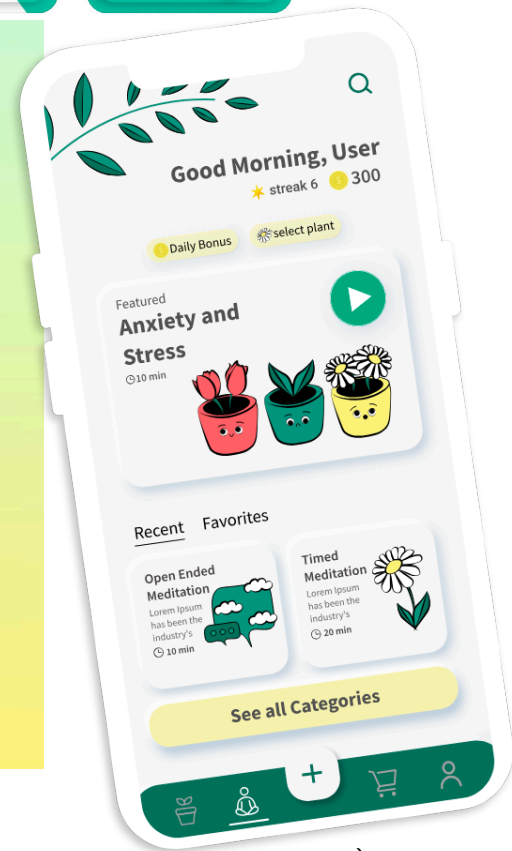 Good Morning, User
streak 6 300
Daily Bonus select plant
Featured
Anxiety and
Stress
10 min
Recent Favorites
Open Ended
Meditation
Lorem Ipsum
has been the
industry's
10 min
Timed
Meditation
Lorem Ipsum
has been the
industry's
20 min
See all Categories